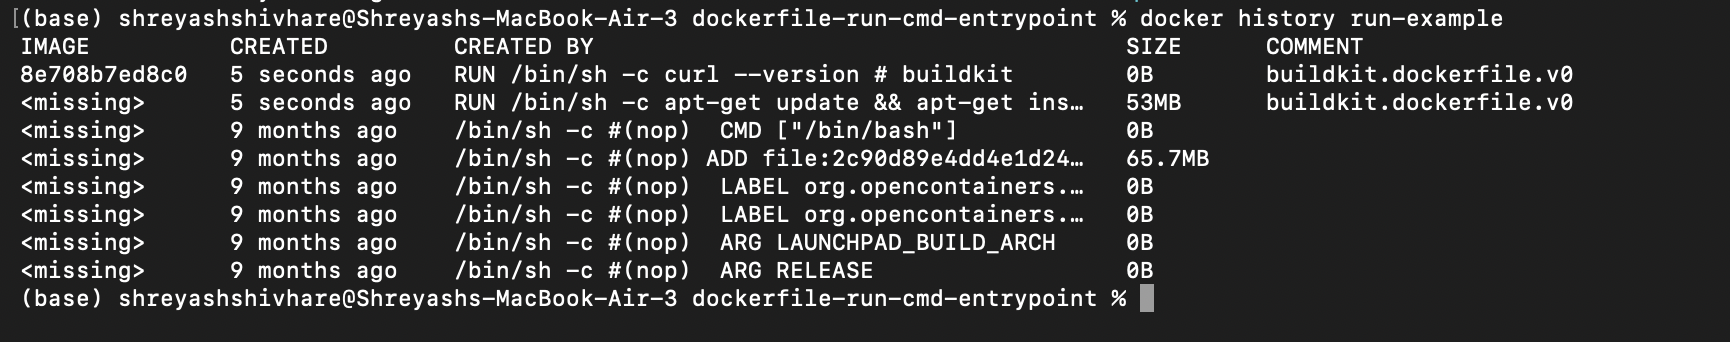 [(base) shreyashshivhare@Shreyashs-MacBook-Air-3 dockerfile-run-cmd-entrypoint % docker history run-example
IMAGE CREATED CREATED BY SIZE COMMENT
8e708b7ed8c0 5 seconds ago RUN /bin/sh -c curl --version # buildkit 0B buildkit.dockerfile.v0
<missing> 5 seconds ago RUN /bin/sh -c apt-get update && apt-get ins… 53MB buildkit.dockerfile.v0
<missing> 9 months ago /bin/sh -c #(nop) CMD ["/bin/bash"] 0B
<missing> 9 months ago /bin/sh -c #(nop) ADD file:2c90d89e4dd4e1d24… 65.7MB
<missing> 9 months ago /bin/sh -c #(nop) LABEL org.opencontainers.… 0B
<missing> 9 months ago /bin/sh -c #(nop) LABEL org.opencontainers.… 0B
<missing> 9 months ago /bin/sh -c #(nop) ARG LAUNCHPAD_BUILD_ARCH 0B
<missing> 9 months ago /bin/sh -c #(nop) ARG RELEASE 0B
(base) shreyashshivhare@Shreyashs-MacBook-Air-3 dockerfile-run-cmd-entrypoint %